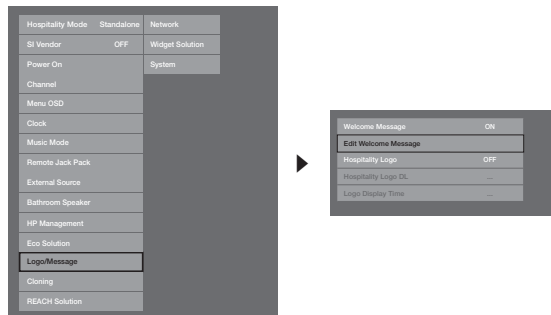 Hospitality Mode Standalone Network
SI Vendor OFF Widget Solution
Power On System
Channel
Menu OSD
Clock
Music Mode
Remote Jack Pack
External Source
Bathroom Speaker
HP Management
Eco Solution
Logo/Message
Cloning
REACH Solution
Welcome Message ON
Edit Welcome Message
Hospitality Logo OFF
Hospitality Logo DL ...
Logo Display Time ...